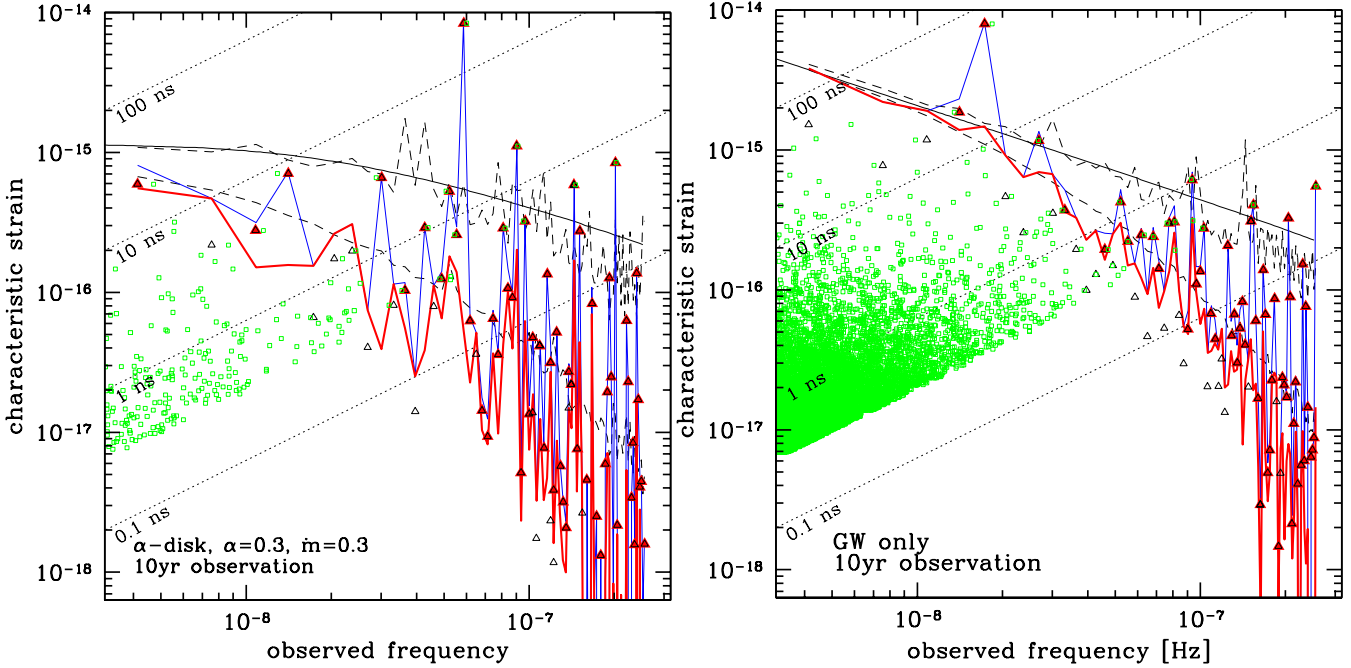 characteristic strain
10⁻¹⁴
10⁻¹⁵
10⁻¹⁶
10⁻¹⁷
10⁻¹⁸
100 ns
10 ns
1 ns
0.1 ns
α-disk, α=0.3, ṁ=0.3
10yr observation
10⁻⁸
10⁻⁷
observed frequency
characteristic strain
10⁻¹⁴
10⁻¹⁵
10⁻¹⁶
10⁻¹⁷
10⁻¹⁸
100 ns
10 ns
1 ns
0.1 ns
GW only
10yr observation
10⁻⁸
10⁻⁷
observed frequency [Hz]